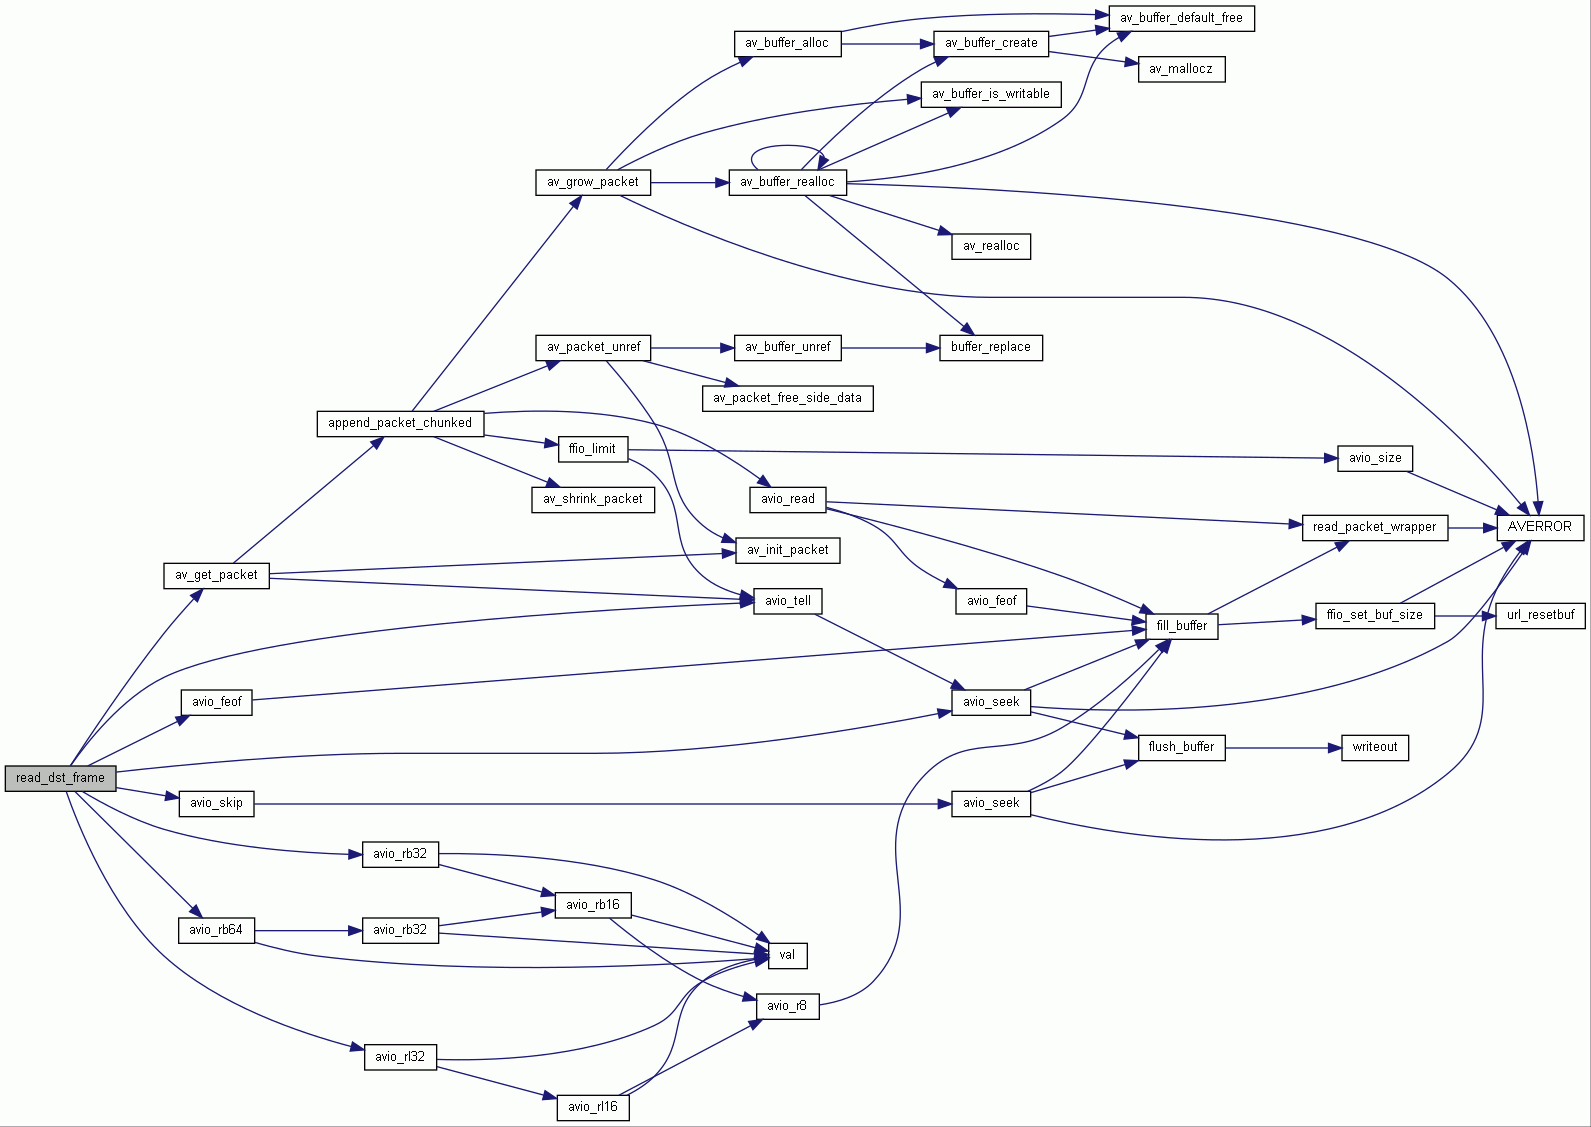 av_buffer_default_free
av_buffer_alloc
av_buffer_create
av_mallocz
av_buffer_is_writable
av_grow_packet
av_buffer_realloc
av_realloc
av_packet_unref
av_buffer_unref
buffer_replace
av_packet_free_side_data
append_packet_chunked
ffio_limit
avio_size
av_shrink_packet
avio_read
read_packet_wrapper
AVERROR
av_init_packet
av_get_packet
avio_tell
avio_feof
fill_buffer
ffio_set_buf_size
url_resetbuf
avio_feof
avio_seek
flush_buffer
writeout
read_dst_frame
avio_skip
avio_seek
avio_rb32
avio_rb16
avio_rb64
avio_rb32
val
avio_r8
avio_rl32
avio_rl16